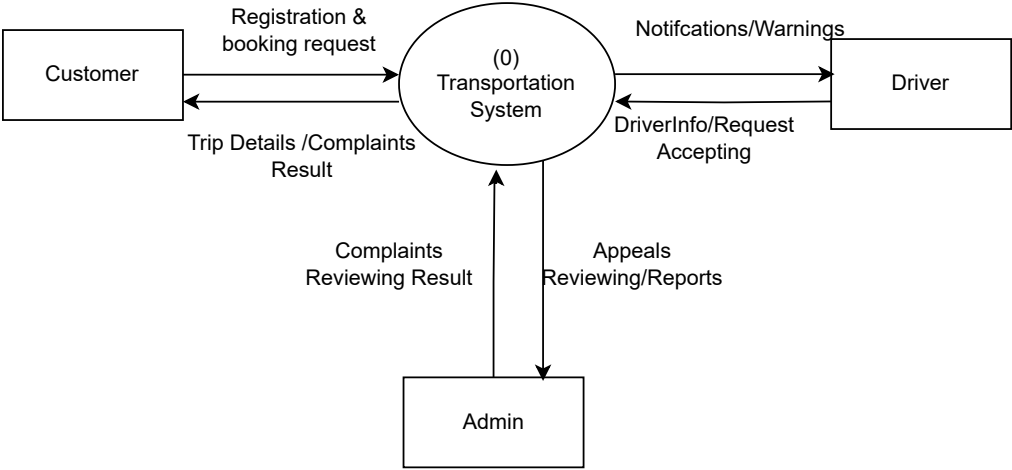 Registration &
booking request
Customer
(0)
Transportation
System
Notifcations/Warnings
Driver
Trip Details /Complaints
Result
DriverInfo/Request
Accepting
Complaints
Reviewing Result
Appeals
Reviewing/Reports
Admin